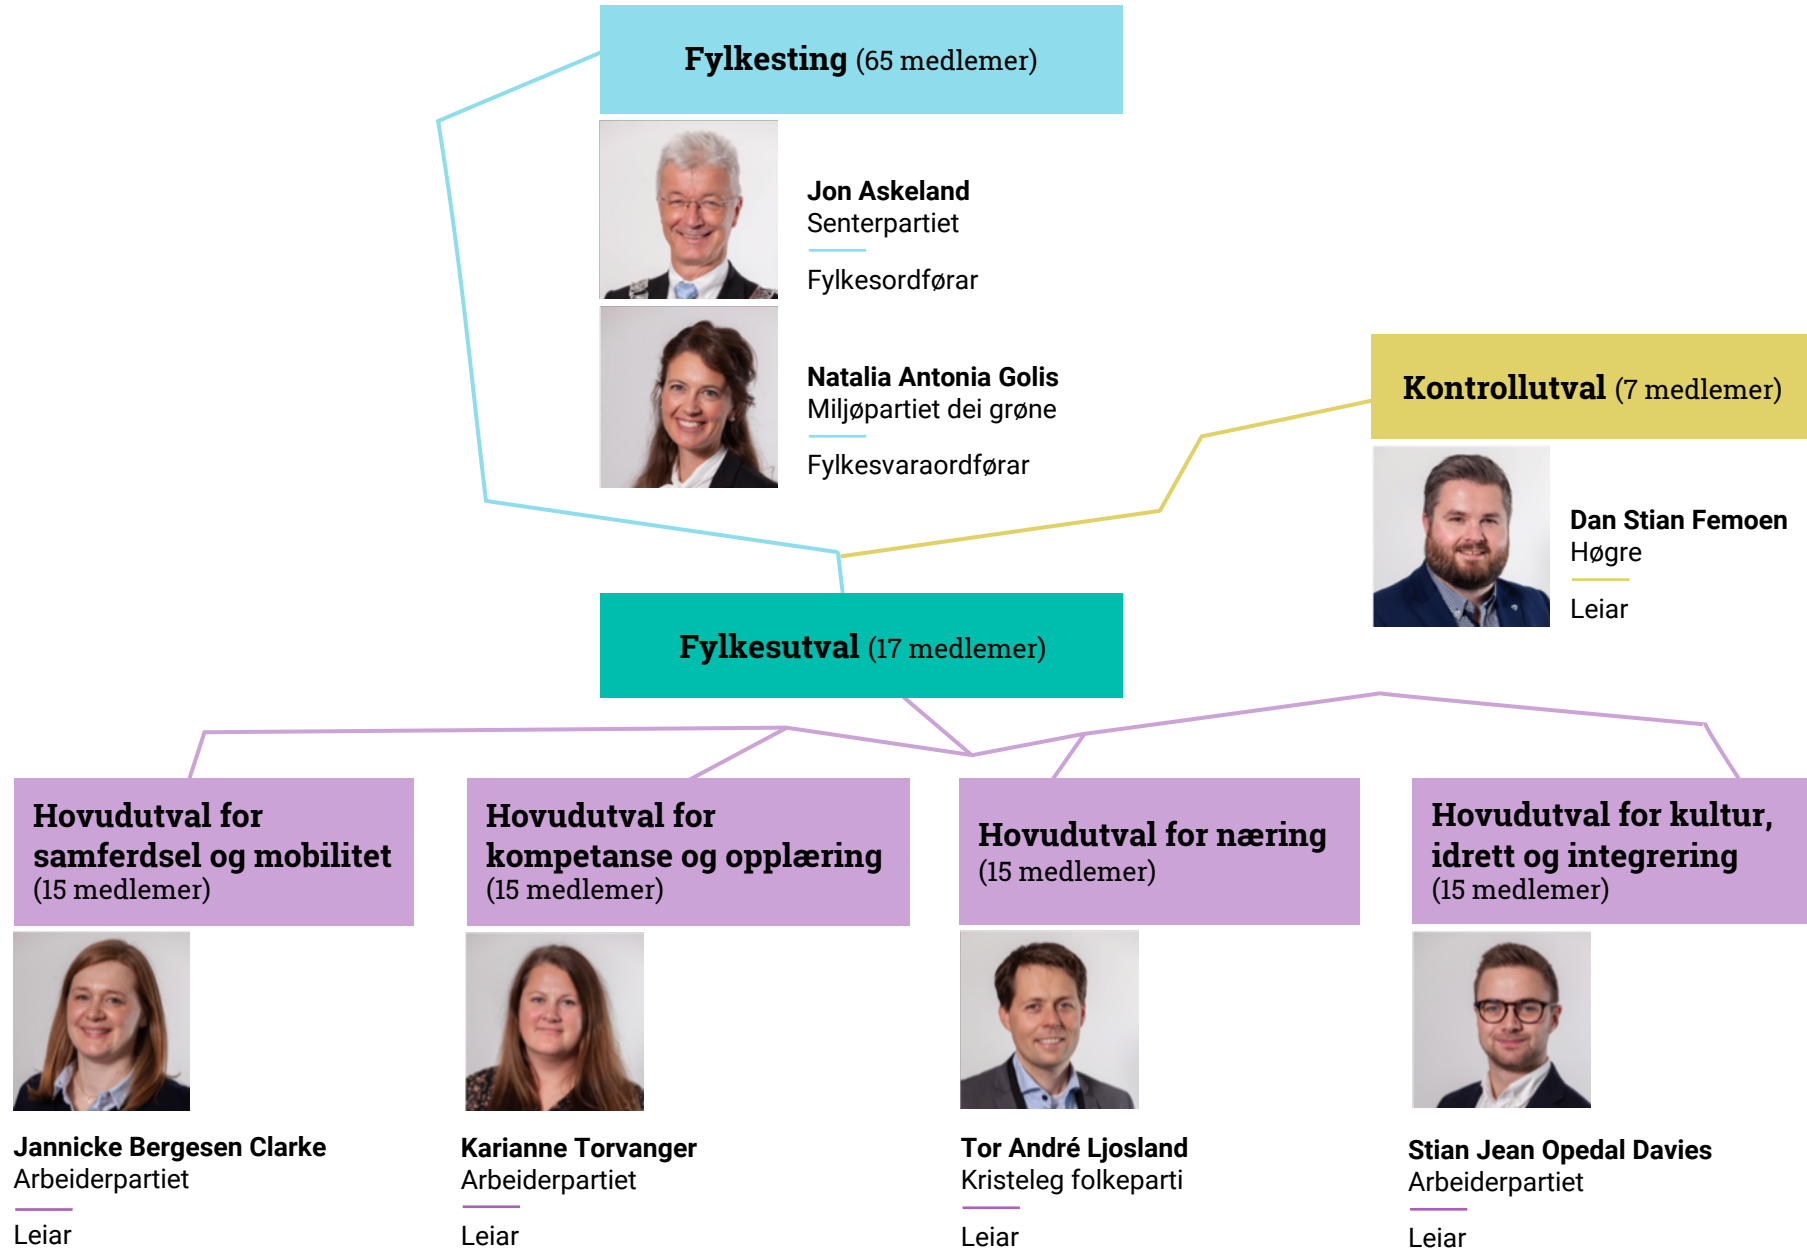 Fylkesting (65 medlemer)
Jon Askeland
Senterpartiet
Fylkesordførar
Natalia Antonia Golis
Miljøpartiet dei grøne
Fylkesvaraordførar
Kontrollutval (7 medlemer)
Dan Stian Femoen
Høgre
Leiar
Fylkesutval (17 medlemer)
Hovudutval for
samferdsel og mobilitet
(15 medlemer)
Jannicke Bergesen Clarke
Arbeiderpartiet
Leiar
Hovudutval for
kompetanse og opplæring
(15 medlemer)
Karianne Torvanger
Arbeiderpartiet
Leiar
Hovudutval for næring
(15 medlemer)
Tor André Ljosland
Kristeleg folkeparti
Leiar
Hovudutval for kultur,
idrett og integrering
(15 medlemer)
Stian Jean Opedal Davies
Arbeiderpartiet
Leiar